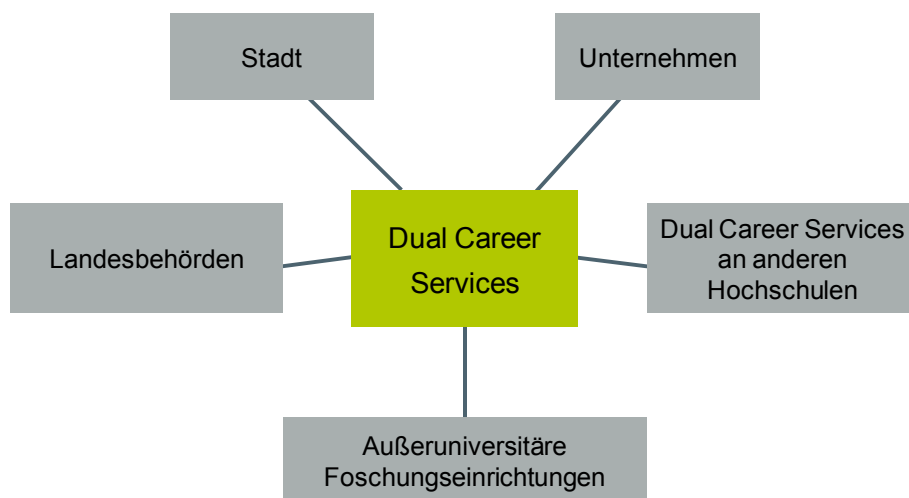 Stadt
Unternehmen
Landesbehörden
Dual Career
Services
Dual Career Services
an anderen
Hochschulen
Außeruniversitäre
Foschungseinrichtungen